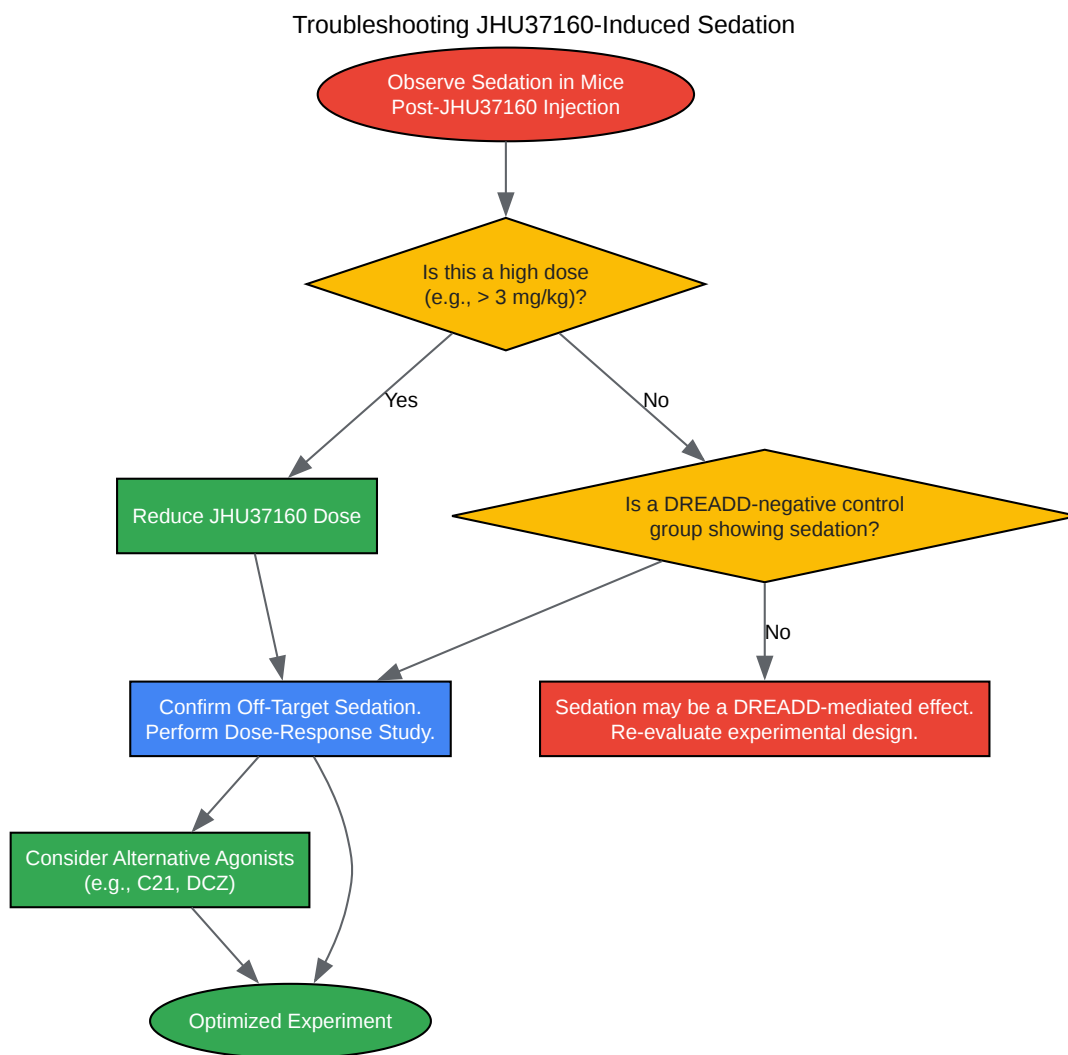 Troubleshooting JHU37160-Induced Sedation
Observe Sedation in Mice
Post-JHU37160 Injection
Is this a high dose
(e.g., > 3 mg/kg)?
Yes
No
Reduce JHU37160 Dose
Is a DREADD-negative control
group showing sedation?
No
Confirm Off-Target Sedation.
Perform Dose-Response Study.
Sedation may be a DREADD-mediated effect.
Re-evaluate experimental design.
Consider Alternative Agonists
(e.g., C21, DCZ)
Optimized Experiment